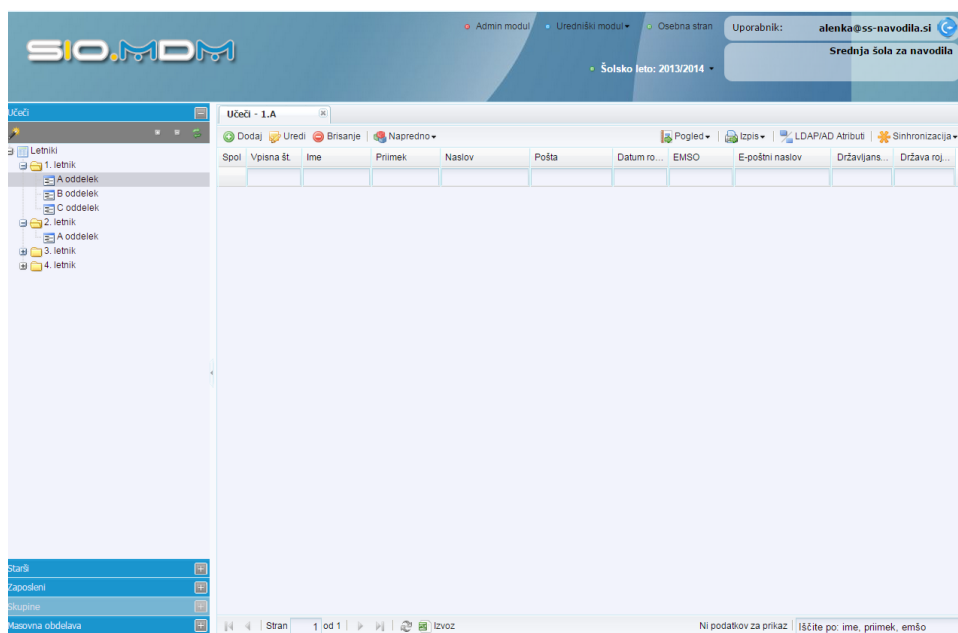 Admin modul Uredniški modul Osebna stran Uporabnik: alenka@ss-navodila.si
SIO.MDM
Srednja šola za navodila
Šolsko leto: 2013/2014
Učeči
Učeči - 1.A
Dodaj Uredi Brisanje Napredno Pogled Izpis LDAP/AD Atributi Sinhronizacija
Letniki
Spol Vpisna št. Ime Priimek Naslov Pošta Datum ro... EMSO E-poštni naslov Državljans... Država roj...
1. letnik
A oddelek
B oddelek
C oddelek
2. letnik
A oddelek
3. letnik
4. letnik
Starši
Zaposleni
Skupine
Masovna obdelava
Stran 1 od 1 Izvoz Ni podatkov za prikaz Iščite po: ime, priimek, emšo